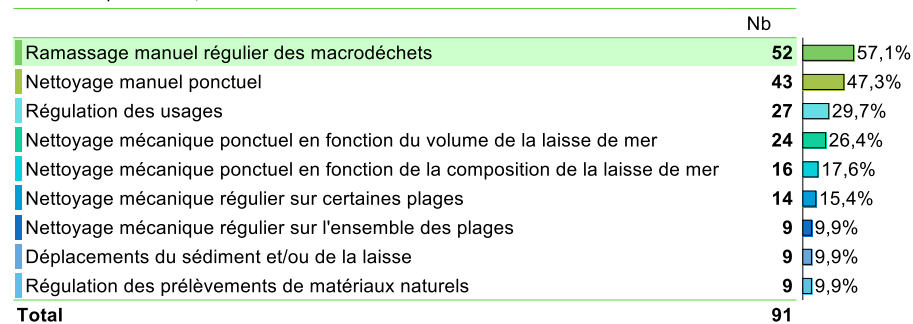 Nb
Ramassage manuel régulier des macrodéchets 52 57,1%
Nettoyage manuel ponctuel 43 47,3%
Régulation des usages 27 29,7%
Nettoyage mécanique ponctuel en fonction du volume de la laisse de mer 24 26,4%
Nettoyage mécanique ponctuel en fonction de la composition de la laisse de mer 16 17,6%
Nettoyage mécanique régulier sur certaines plages 14 15,4%
Nettoyage mécanique régulier sur l'ensemble des plages 9 9,9%
Déplacements du sédiment et/ou de la laisse 9 9,9%
Régulation des prélèvements de matériaux naturels 9 9,9%
Total 91